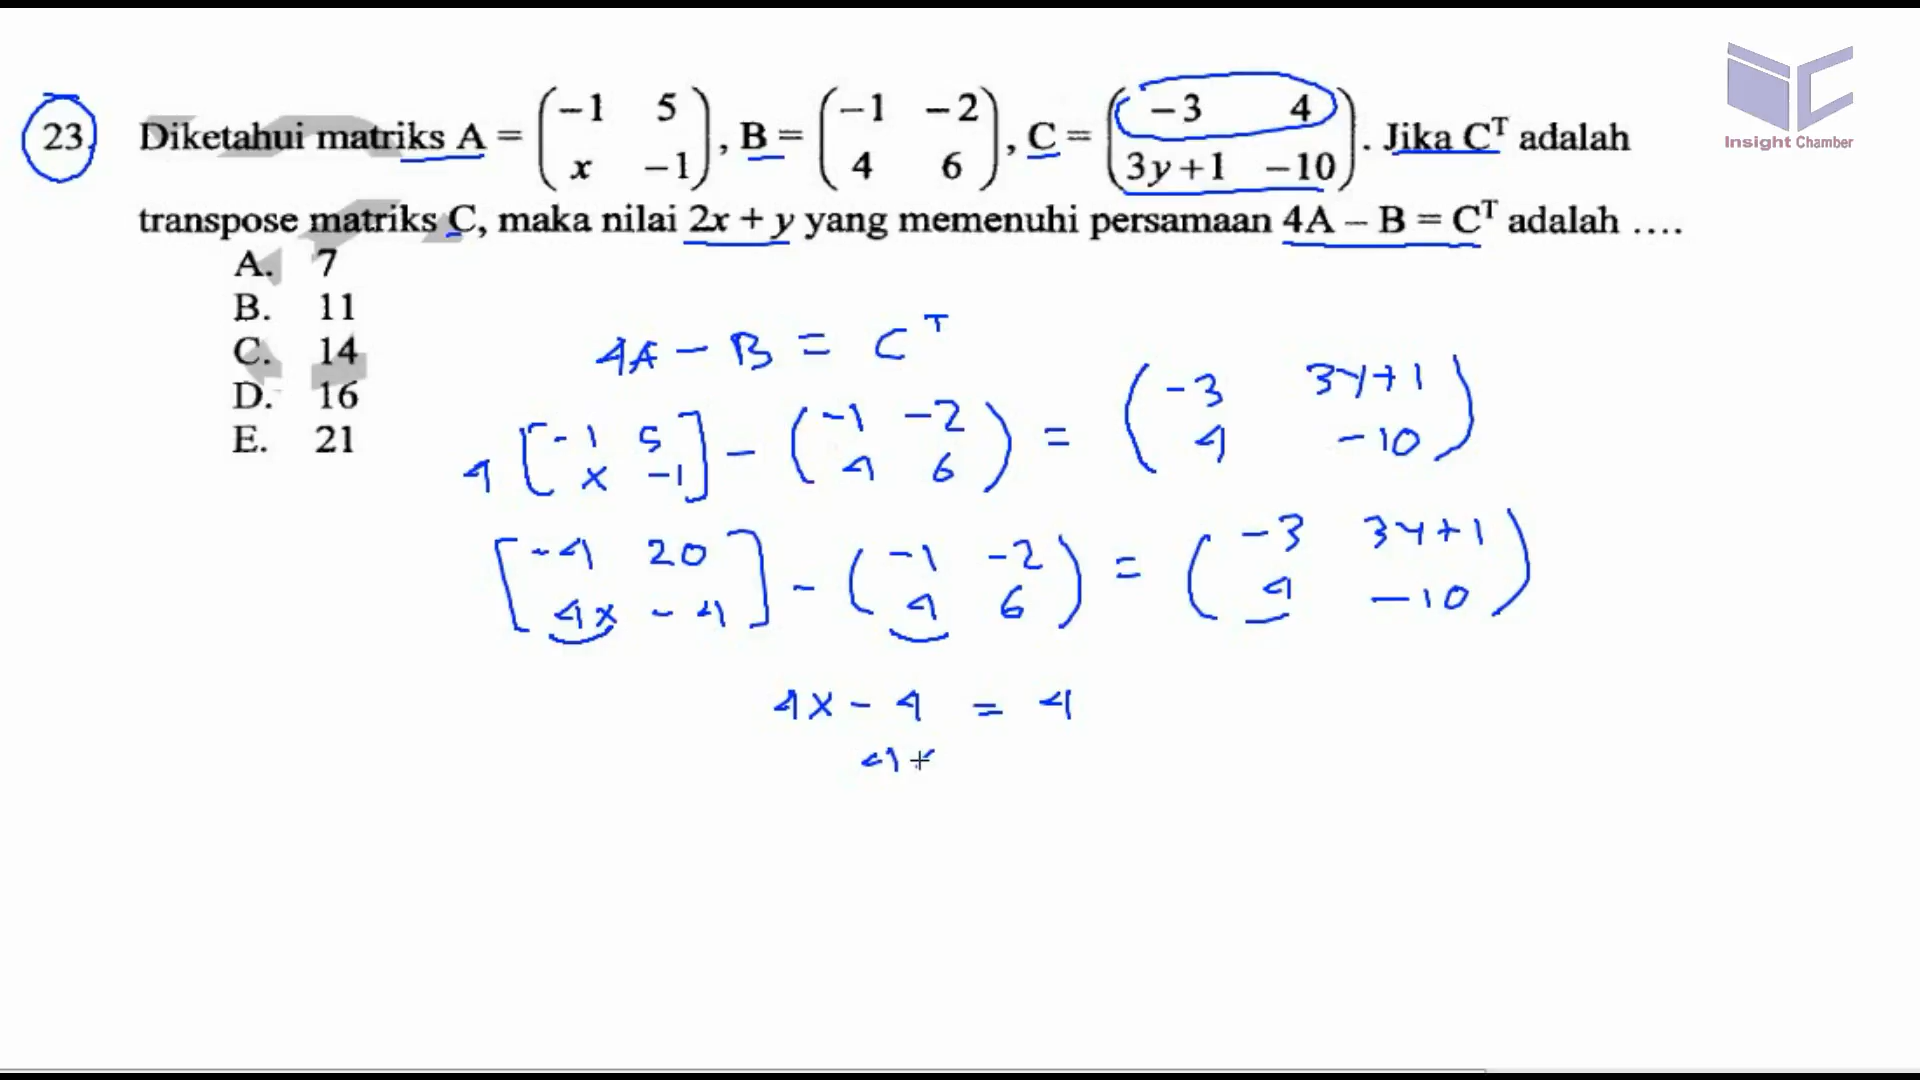 Insight Chamber
23. Diketahui matriks A = (−1 5 x −1), B = (−1 −2 4 6), C = (−3 4 3y+1 −10). Jika Cᵀ adalah
transpose matriks C, maka nilai 2x + y yang memenuhi persamaan 4A – B = Cᵀ adalah ....
A. 7
B. 11
C. 14
D. 16
E. 21
4A − B = Cᵀ
4 [−1 5 x −1] − (−1 −2 4 6) = (−3 3y+1 4 −10)
[−4 20 4x −4] − (−1 −2 4 6) = (−3 3y+1 4 −10)
4x − 4 = 4